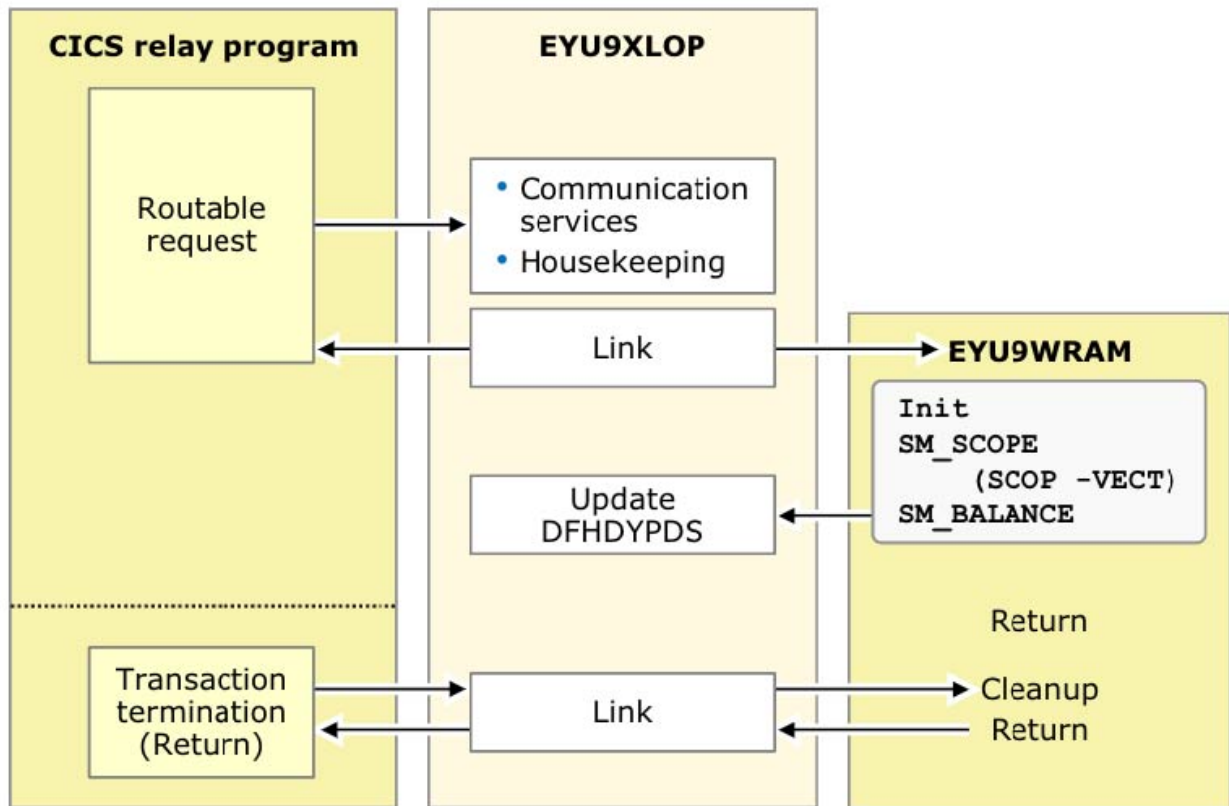 CICS relay program
Routable
request
Transaction
termination
(Return)
EYU9XLOP
• Communication
services
• Housekeeping
Link
Update
DFHDYPDS
Link
EYU9WRAM
Init
SM_SCOPE
(SCOP -VECT)
SM_BALANCE
Return
Cleanup
Return